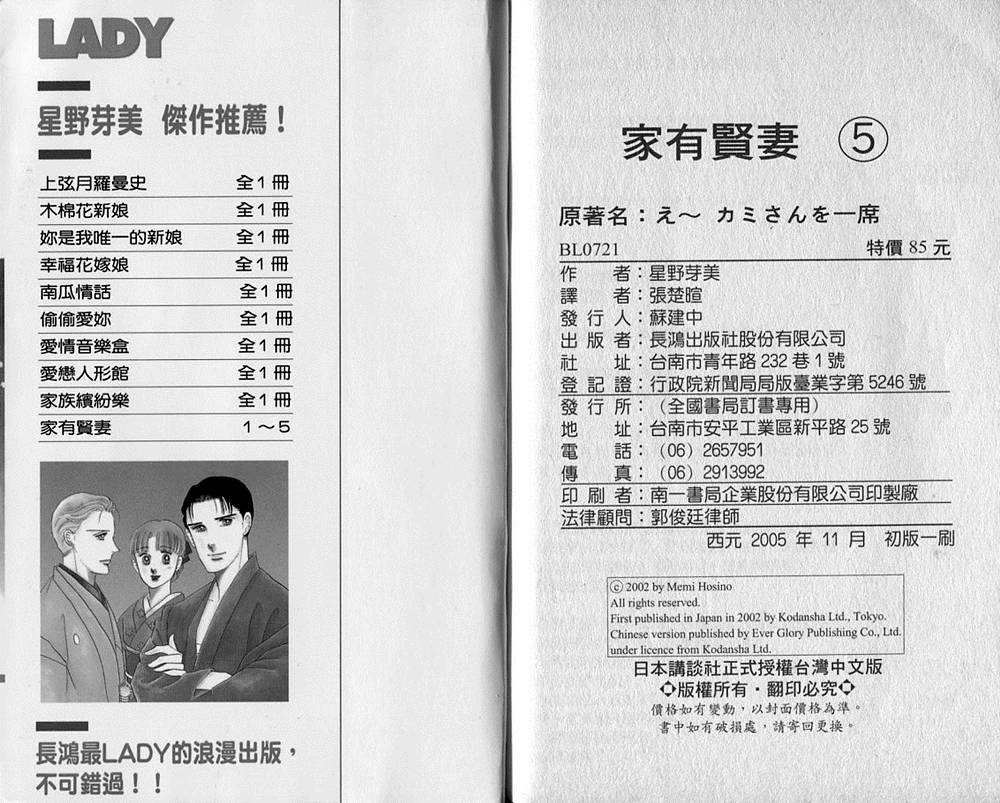 LADY
星野芽美 傑作推薦！
上弦月羅曼史 全1冊
木棉花新娘 全1冊
妳是我唯一的新娘 全1冊
幸福花嫁娘 全1冊
南瓜情話 全1冊
偷偷愛妳 全1冊
愛情音樂盒 全1冊
愛戀人形館 全1冊
家族繽紛樂 全1冊
家有賢妻 1～5
長鴻最LADY的浪漫出版，
不可錯過！！
家有賢妻 ⑤
原著名：え～ カミさんを一席
BL0721 特價 85 元
作者：星野芽美
譯者：張楚暄
發行人：蘇建中
出版者：長鴻出版社股份有限公司
社址：台南市青年路 232 巷 1 號
登記證：行政院新聞局局版臺業字第 5246 號
發行所：（全國書局訂書專用）
地址：台南市安平工業區新平路 25 號
電話：（06）2657951
傳真：（06）2913992
印刷者：南一書局企業股份有限公司印製廠
法律顧問：郭俊廷律師
西元 2005 年 11 月 初版一刷
ⓒ 2002 by Memi Hosino
All rights reserved.
First published in Japan in 2002 by Kodansha Ltd., Tokyo.
Chinese version published by Ever Glory Publishing Co., Ltd.
under licence from Kodansha Ltd.
日本講談社正式授權台灣中文版
◇版權所有・翻印必究◇
價格如有變動，以封面價格為準。
書中如有破損處，請寄回更換。